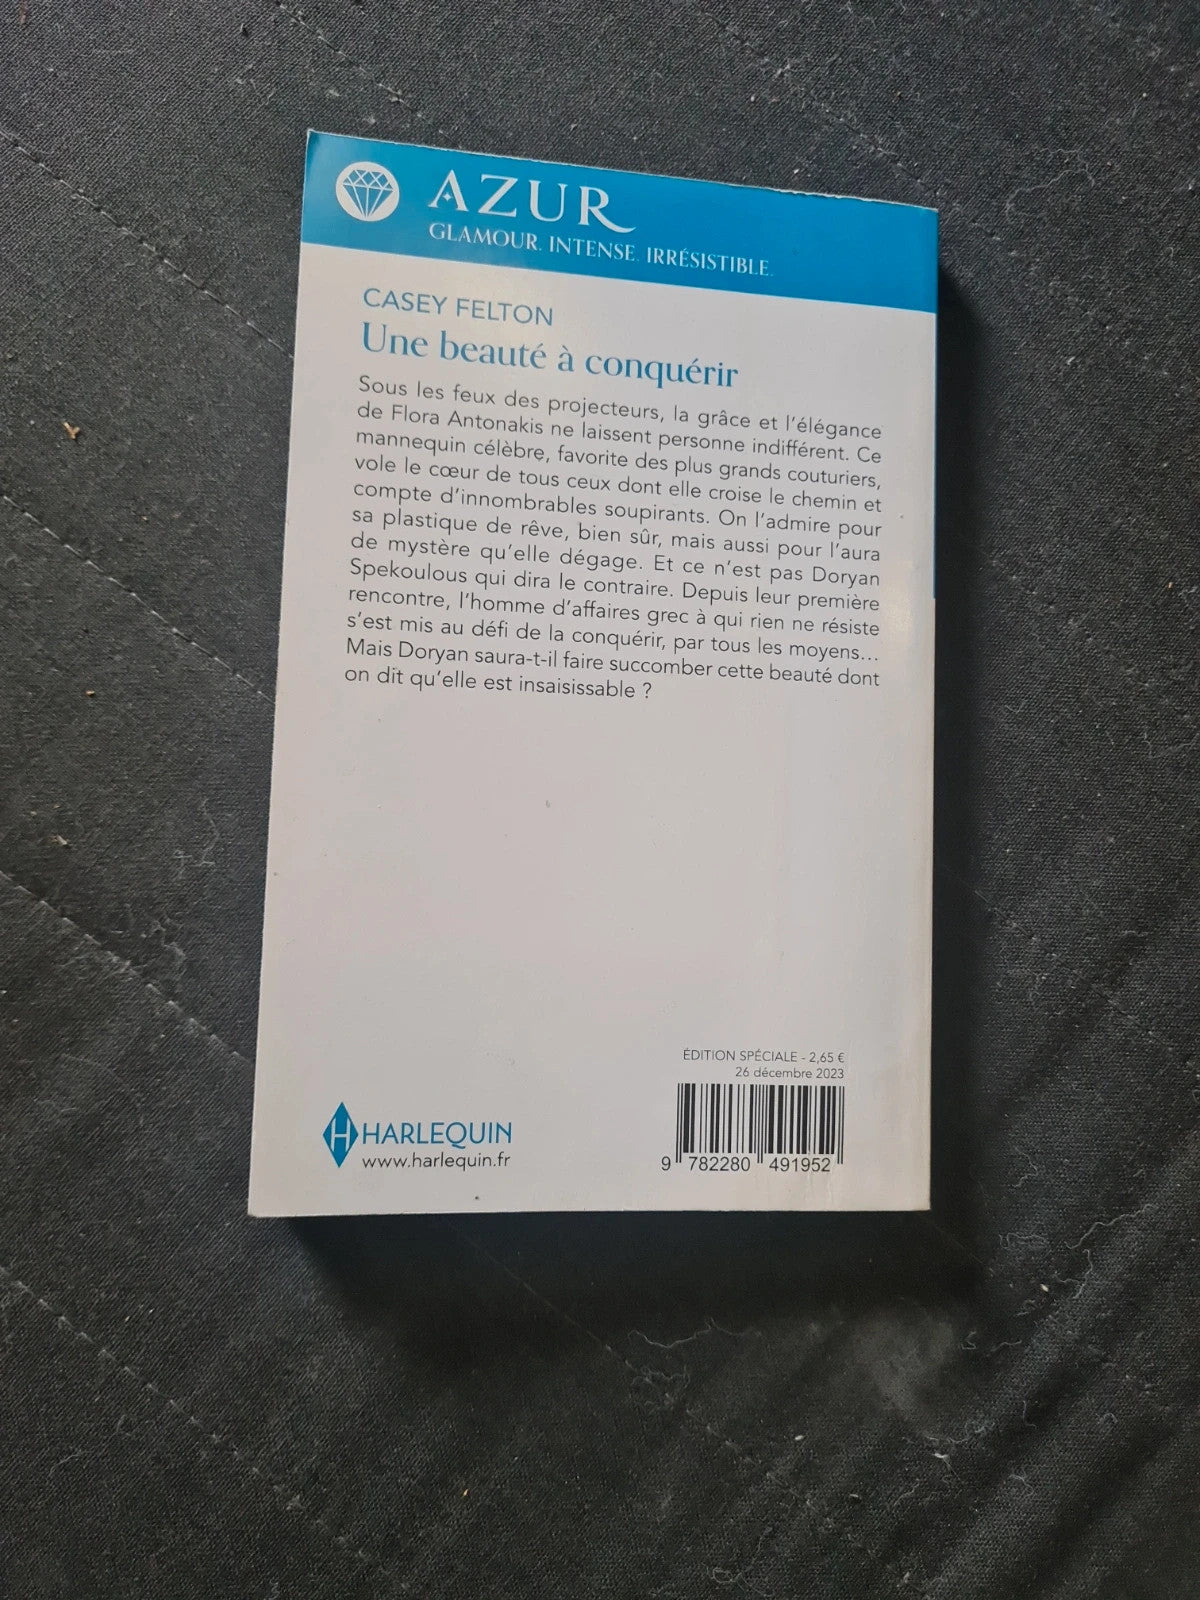 AZUR
GLAMOUR. INTENSE. IRRÉSISTIBLE.
CASEY FELTON
Une beauté à conquérir
Sous les feux des projecteurs, la grâce et l'élégance
de Flora Antonakis ne laissent personne indifférent. Ce
mannequin célèbre, favorite des plus grands couturiers,
vole le cœur de tous ceux dont elle croise le chemin et
compte d'innombrables soupirants. On l'admire pour
sa plastique de rêve, bien sûr, mais aussi pour l'aura
de mystère qu'elle dégage. Et ce n'est pas Doryan
Spekoulous qui dira le contraire. Depuis leur première
rencontre, l'homme d'affaires grec à qui rien ne résiste
s'est mis au défi de la conquérir, par tous les moyens...
Mais Doryan saura-t-il faire succomber cette beauté dont
on dit qu'elle est insaisissable ?
ÉDITION SPÉCIALE - 2,65 €
26 décembre 2023
H HARLEQUIN
www.harlequin.fr
9 782280 491952